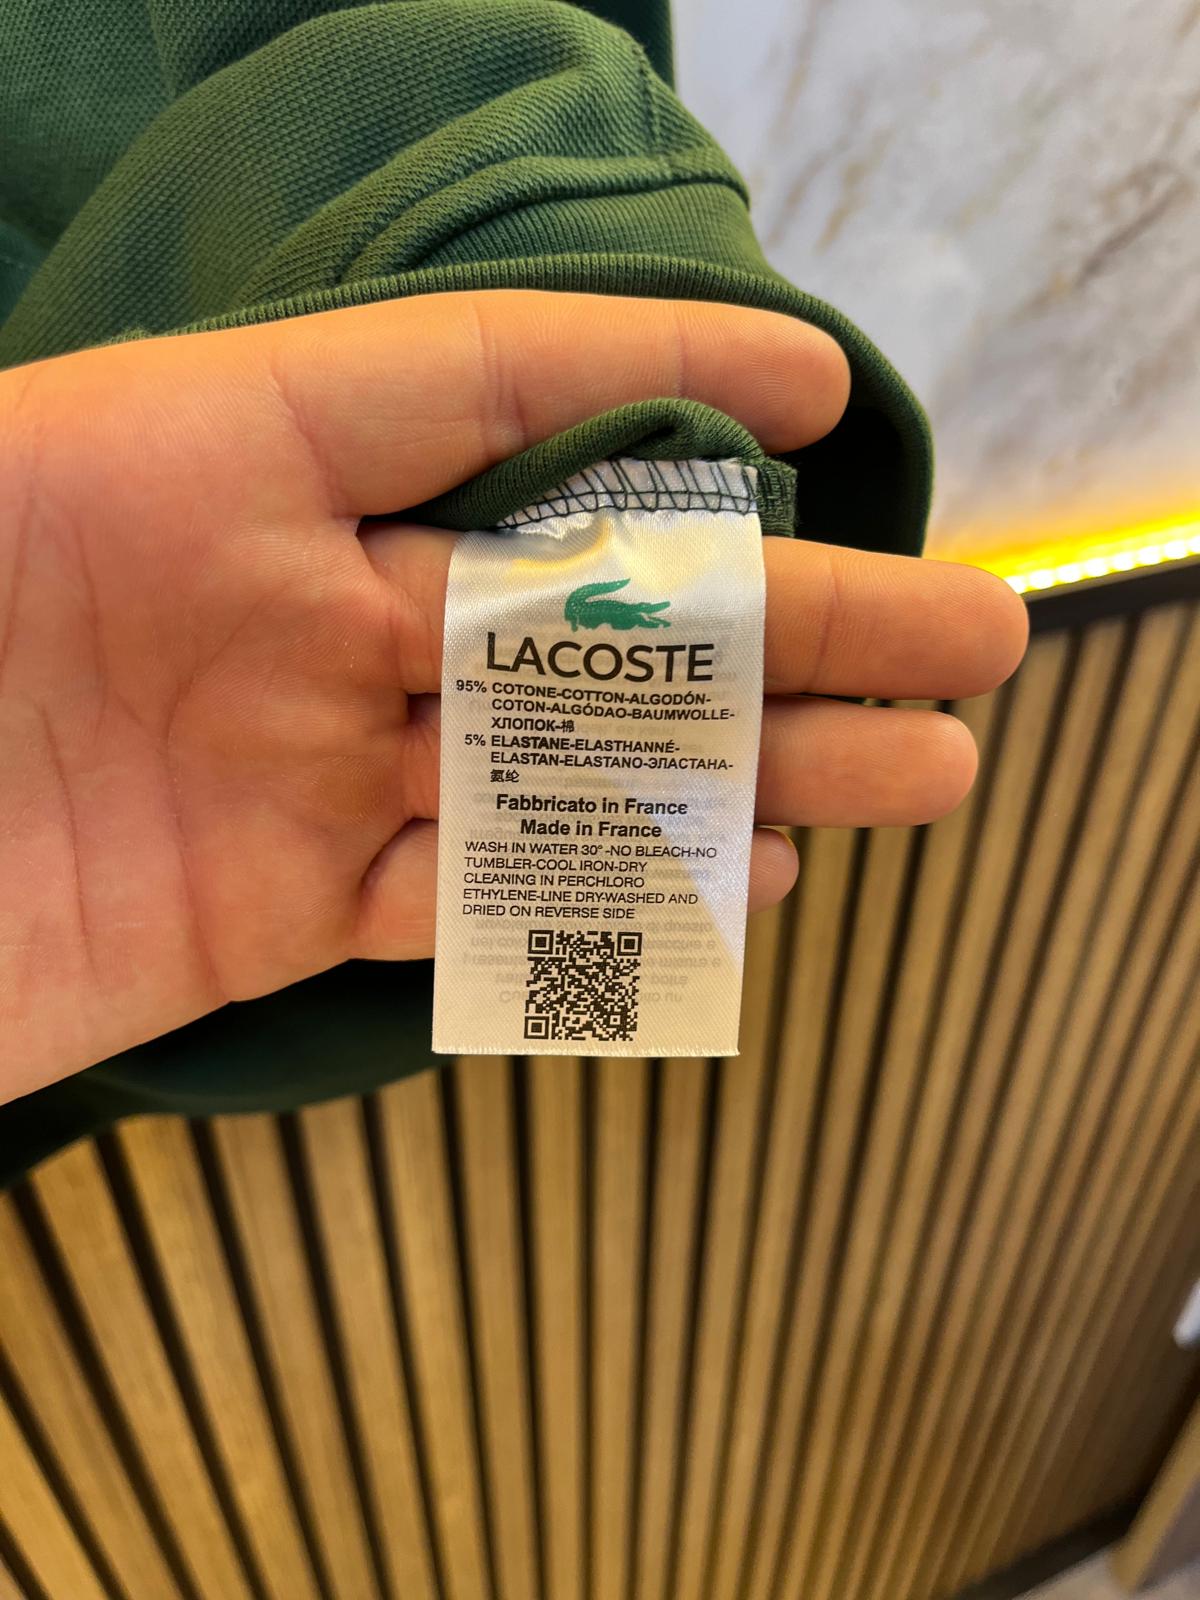 LACOSTE
95% COTONE-COTTON-ALGODÓN-
COTON-ALGÓDAO-BAUMWOLLE-
ХЛОПОК-棉
5% ELASTANE-ELASTHANNÉ-
ELASTAN-ELASTANO-ЭЛАСТАНА-
氨纶
Fabbricato in France
Made in France
WASH IN WATER 30°-NO BLEACH-NO
TUMBLER-COOL IRON-DRY
CLEANING IN PERCHLORO
ETHYLENE-LINE DRY-WASHED AND
DRIED ON REVERSE SIDE